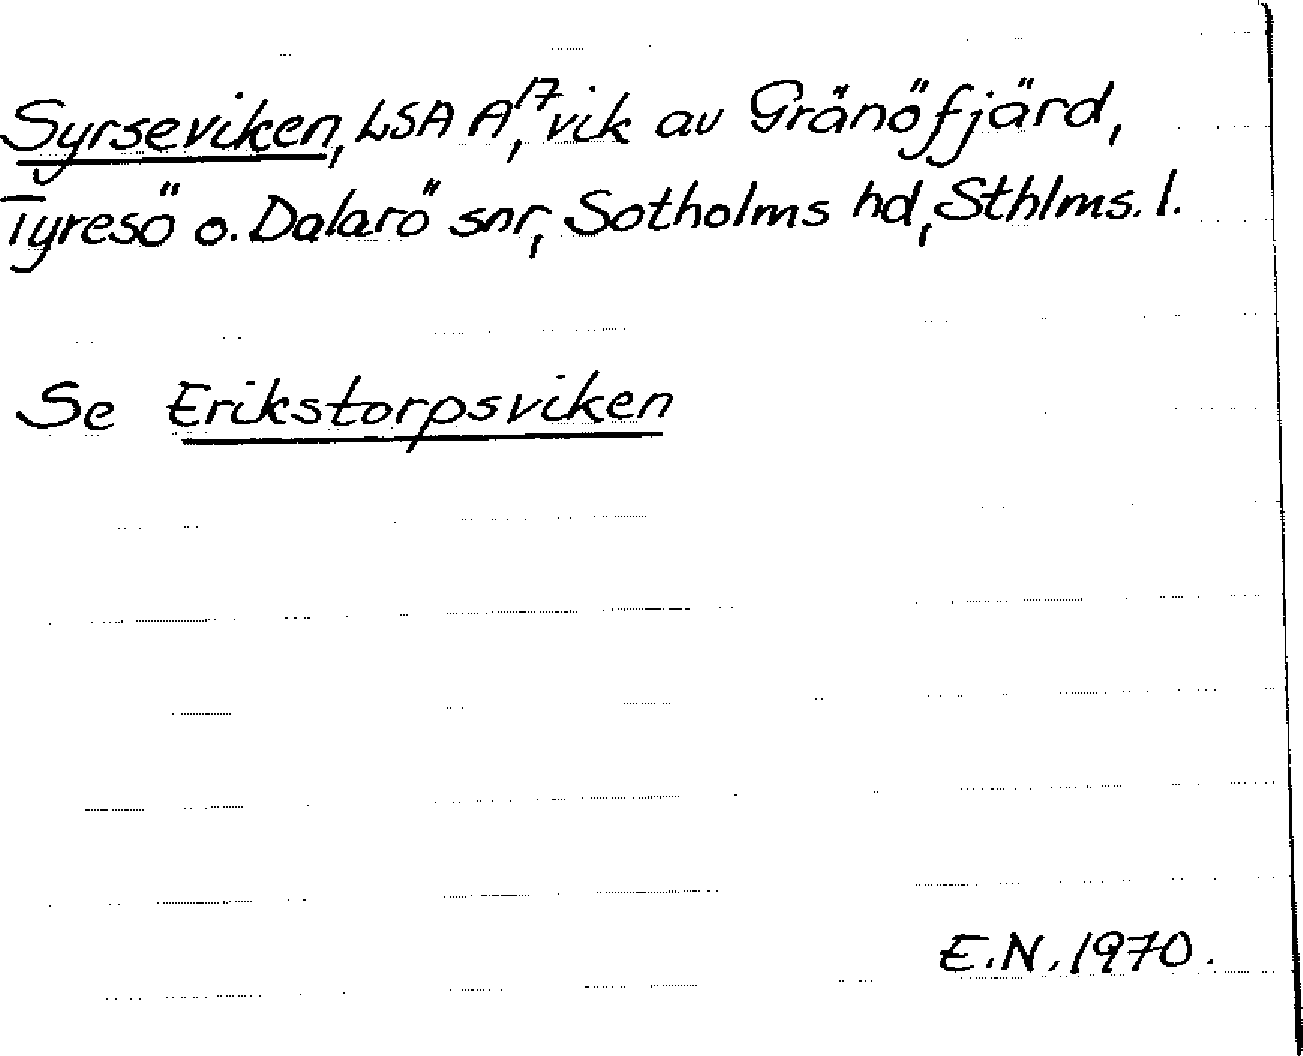 Syrseviken, LSA A17, vik av Gränöfjärd,
Tyresö o. Dalarö snr, Sotholms hd, Sthlms. l.
Se Erikstorpsviken
E.N. 1970.